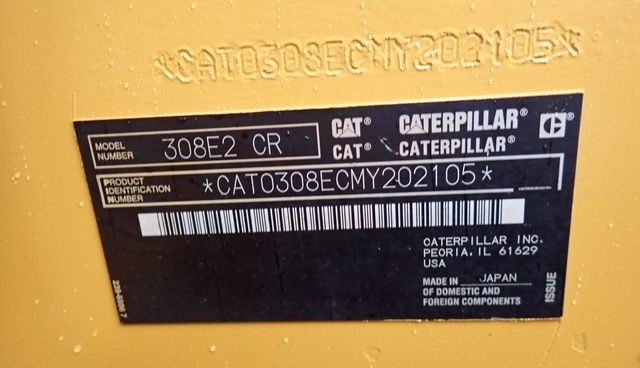 *CAT0308ECMY202105*
MODEL NUMBER 308E2 CR
CAT® CATERPILLAR®
CAT® CATERPILLAR®
PRODUCT IDENTIFICATION NUMBER *CAT0308ECMY202105*
CATERPILLAR INC.
PEORIA, IL 61629
USA
MADE IN JAPAN
OF DOMESTIC AND
FOREIGN COMPONENTS
ISSUE